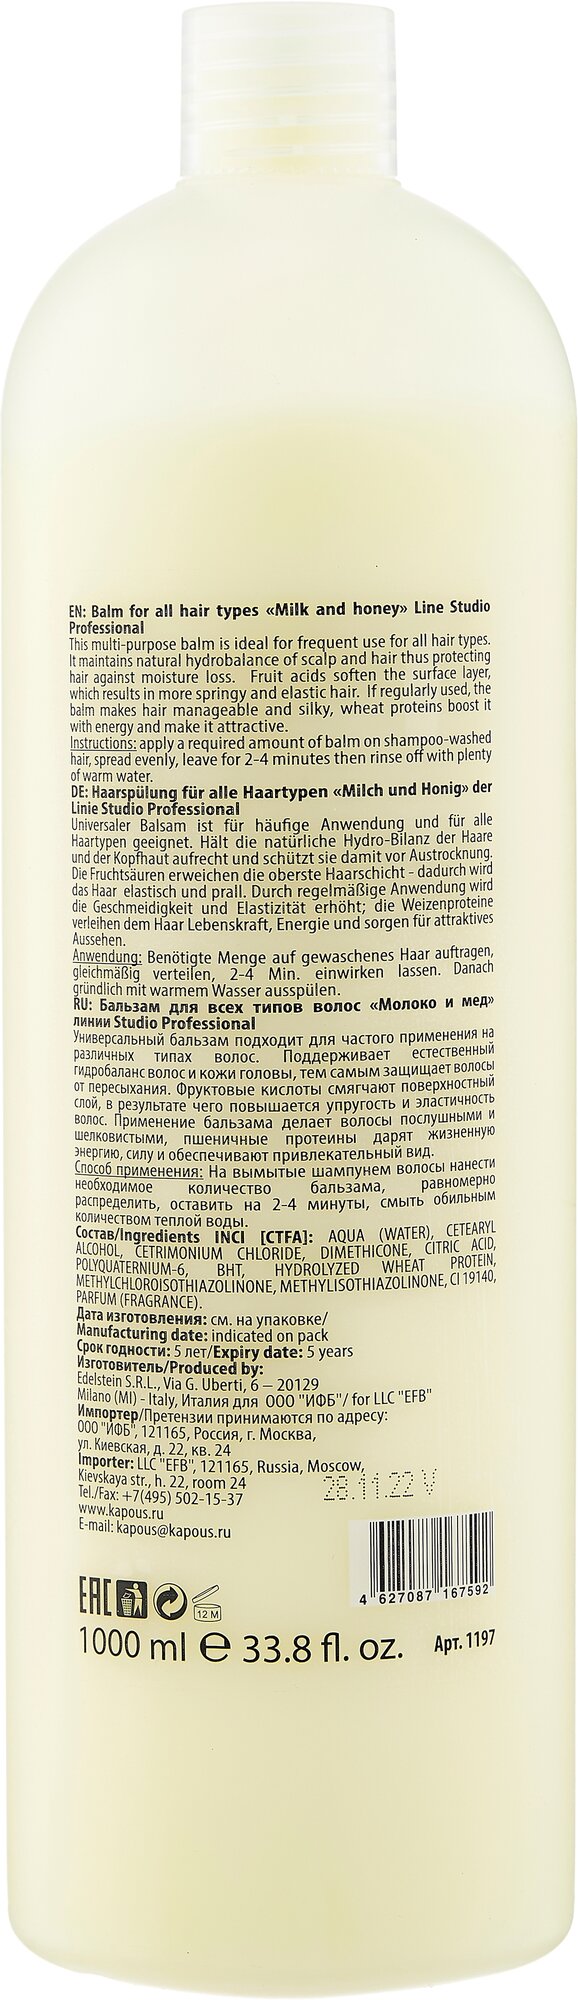 EN: Balm for all hair types «Milk and honey» Line Studio
Professional
This multi-purpose balm is ideal for frequent use for all hair types.
It maintains natural hydrobalance of scalp and hair thus protecting
hair against moisture loss. Fruit acids soften the surface layer,
which results in more springy and elastic hair. If regularly used, the
balm makes hair manageable and silky, wheat proteins boost it
with energy and make it attractive.
Instructions: apply a required amount of balm on shampoo-washed
hair, spread evenly, leave for 2-4 minutes then rinse off with plenty
of warm water.
DE: Haarspülung für alle Haartypen «Milch und Honig» der
Linie Studio Professional
Universaler Balsam ist für häufige Anwendung und für alle
Haartypen geeignet. Hält die natürliche Hydro-Bilanz der Haare
und der Kopfhaut aufrecht und schützt sie damit vor Austrocknung.
Die Fruchtsäuren erweichen die oberste Haarschicht - dadurch wird
das Haar elastisch und prall. Durch regelmäßige Anwendung wird
die Geschmeidigkeit und Elastizität erhöht; die Weizenproteine
verleihen dem Haar Lebenskraft, Energie und sorgen für attraktives
Aussehen.
Anwendung: Benötigte Menge auf gewaschenes Haar auftragen,
gleichmäßig verteilen, 2-4 Min. einwirken lassen. Danach
gründlich mit warmem Wasser ausspülen.
RU: Бальзам для всех типов волос «Молоко и мед»
линии Studio Professional
Универсальный бальзам подходит для частого применения на
различных типах волос. Поддерживает естественный
гидробаланс волос и кожи головы, тем самым защищает волосы
от пересыхания. Фруктовые кислоты смягчают поверхностный
слой, в результате чего повышается упругость и эластичность
волос. Применение бальзама делает волосы послушными и
шелковистыми, пшеничные протеины дарят жизненную
энергию, силу и обеспечивают привлекательный вид.
Способ применения: На вымытые шампунем волосы нанести
необходимое количество бальзама, равномерно
распределить, оставить на 2-4 минуты, смыть обильным
количеством теплой воды.
Состав/Ingredients INCI [CTFA]: AQUA (WATER), CETEARYL
ALCOHOL, CETRIMONIUM CHLORIDE, DIMETHICONE, CITRIC ACID,
POLYQUATERNIUM-6, BHT, HYDROLYZED WHEAT PROTEIN,
METHYLCHLOROISOTHIAZOLINONE, METHYLISOTHIAZOLINONE, CI 19140,
PARFUM (FRAGRANCE).
Дата изготовления: см. на упаковке/
Manufacturing date: indicated on pack
Срок годности: 5 лет/Expiry date: 5 years
Изготовитель/Produced by:
Edelstein S.R.L., Via G. Uberti, 6 – 20129
Milano (MI) - Italy, Италия для ООО "ИФБ"/ for LLC "EFB"
Импортер/Претензии принимаются по адресу:
ООО "ИФБ", 121165, Россия, г. Москва,
ул. Киевская, д. 22, кв. 24
Importer: LLC "EFB", 121165, Russia, Moscow,
Kievskaya str., h. 22, room 24
Tel./Fax: +7(495) 502-15-37
www.kapous.ru
E-mail: kapous@kapous.ru
28.11.22 V
4 627087 167592
EAC
12 M
1000 ml e 33.8 fl. oz. Арт. 1197